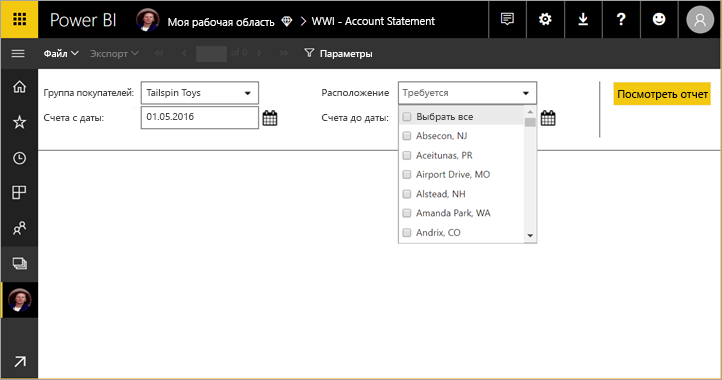 Power BI Моя рабочая область > WWI - Account Statement
Файл Экспорт of 0 Параметры
Группа покупателей: Tailspin Toys Расположение Требуется Посмотреть отчет
Счета с даты: 01.05.2016 Счета до даты:
Выбрать все
Absecon, NJ
Aceitunas, PR
Airport Drive, MO
Alstead, NH
Amanda Park, WA
Andrix, CO